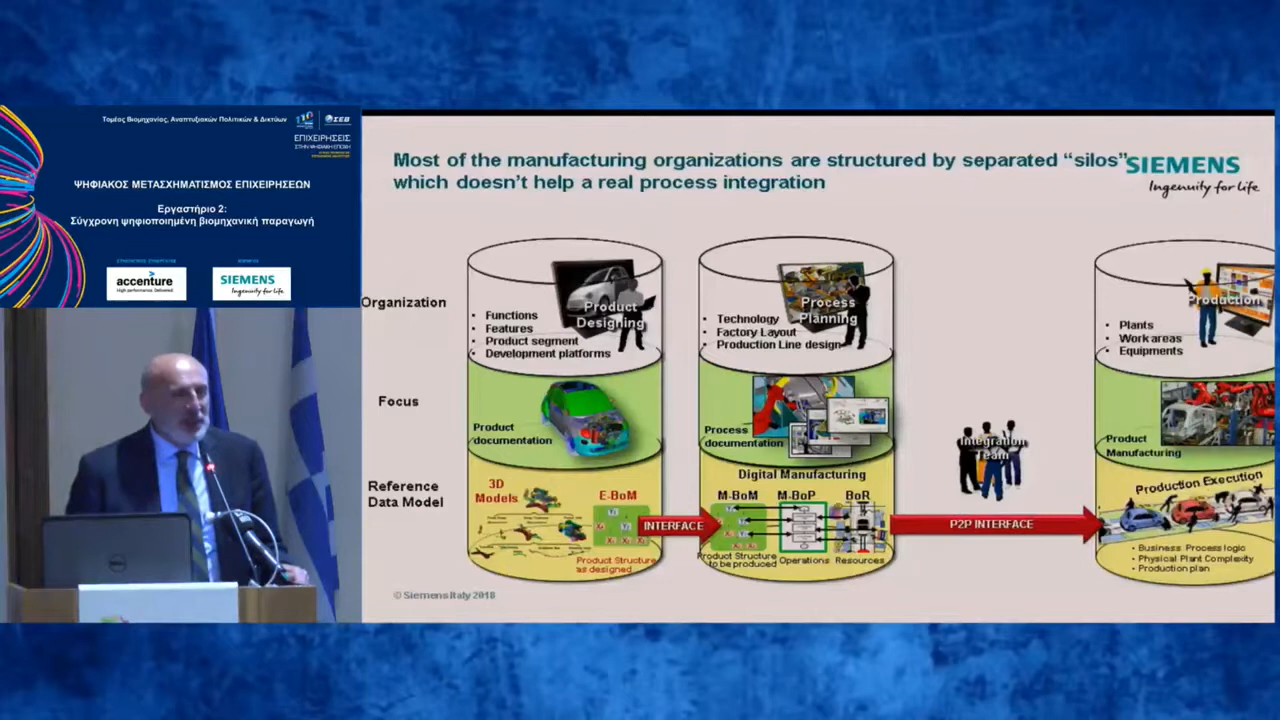 Τομέας Βιομηχανίας, Αναπτυξιακών Πολιτικών & Δικτύων
ΣΕΒ
ΕΠΙΧΕΙΡΗΣΕΙΣ
ΣΤΗΝ ΨΗΦΙΑΚΗ ΕΠΟΧΗ
ΨΗΦΙΑΚΟΣ ΜΕΤΑΣΧΗΜΑΤΙΣΜΟΣ ΕΠΙΧΕΙΡΗΣΕΩΝ
Εργαστήριο 2:
Σύγχρονη ψηφιοποιημένη βιομηχανική παραγωγή
accenture
High performance. Delivered.
SIEMENS
Ingenuity for life
DELL
Most of the manufacturing organizations are structured by separated “silos”
which doesn’t help a real process integration
SIEMENS
Ingenuity for life
Organization
Product
Designing
• Functions
• Features
• Product segment
• Development platforms
Process
Planning
• Technology
• Factory Layout
• Production Line design
Production
• Plants
• Work areas
• Equipments
Focus
Product
documentation
Process
documentation
Integration
Team
Product
Manufacturing
Reference
Data Model
3D
Models
E-BoM
Product Structure
as designed
INTERFACE
Digital Manufacturing
M-BoM
M-BoP
BoR
Product Structure
to be produced
Operations
Resources
P2P INTERFACE
Production Execution
• Business Process logic
• Physical Plant Complexity
• Production plan
© Siemens Italy 2018